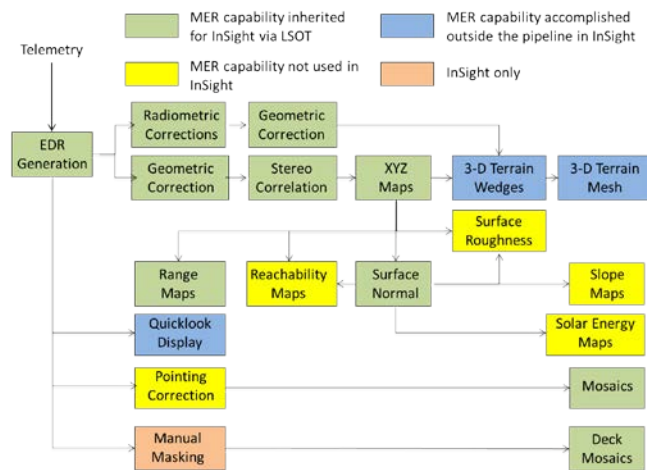 MER capability inherited
for InSight via LSOT
MER capability accomplished
outside the pipeline in InSight
Telemetry
MER capability not used in
InSight
InSight only
EDR
Generation
Radiometric
Corrections
Geometric
Correction
Geometric
Correction
Stereo
Correlation
XYZ
Maps
3-D Terrain
Wedges
3-D Terrain
Mesh
Surface
Roughness
Range
Maps
Reachability
Maps
Surface
Normal
Slope
Maps
Quicklook
Display
Solar Energy
Maps
Pointing
Correction
Mosaics
Manual
Masking
Deck
Mosaics